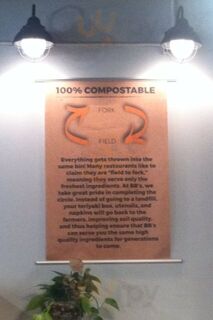 100% COMPOSTABLE
FORK
FIELD
Everything gets thrown into the
same bin! Many restaurants like to
claim they are "field to fork,"
meaning they serve only the
freshest ingredients. At BB's, we
take great pride in completing the
circle. Instead of going to a landfill,
your teriyaki box, utensils, and
napkins will go back to the
farmers, improving soil quality,
and thus helping ensure that BB's
can serve you the same high
quality ingredients for generations
to come.